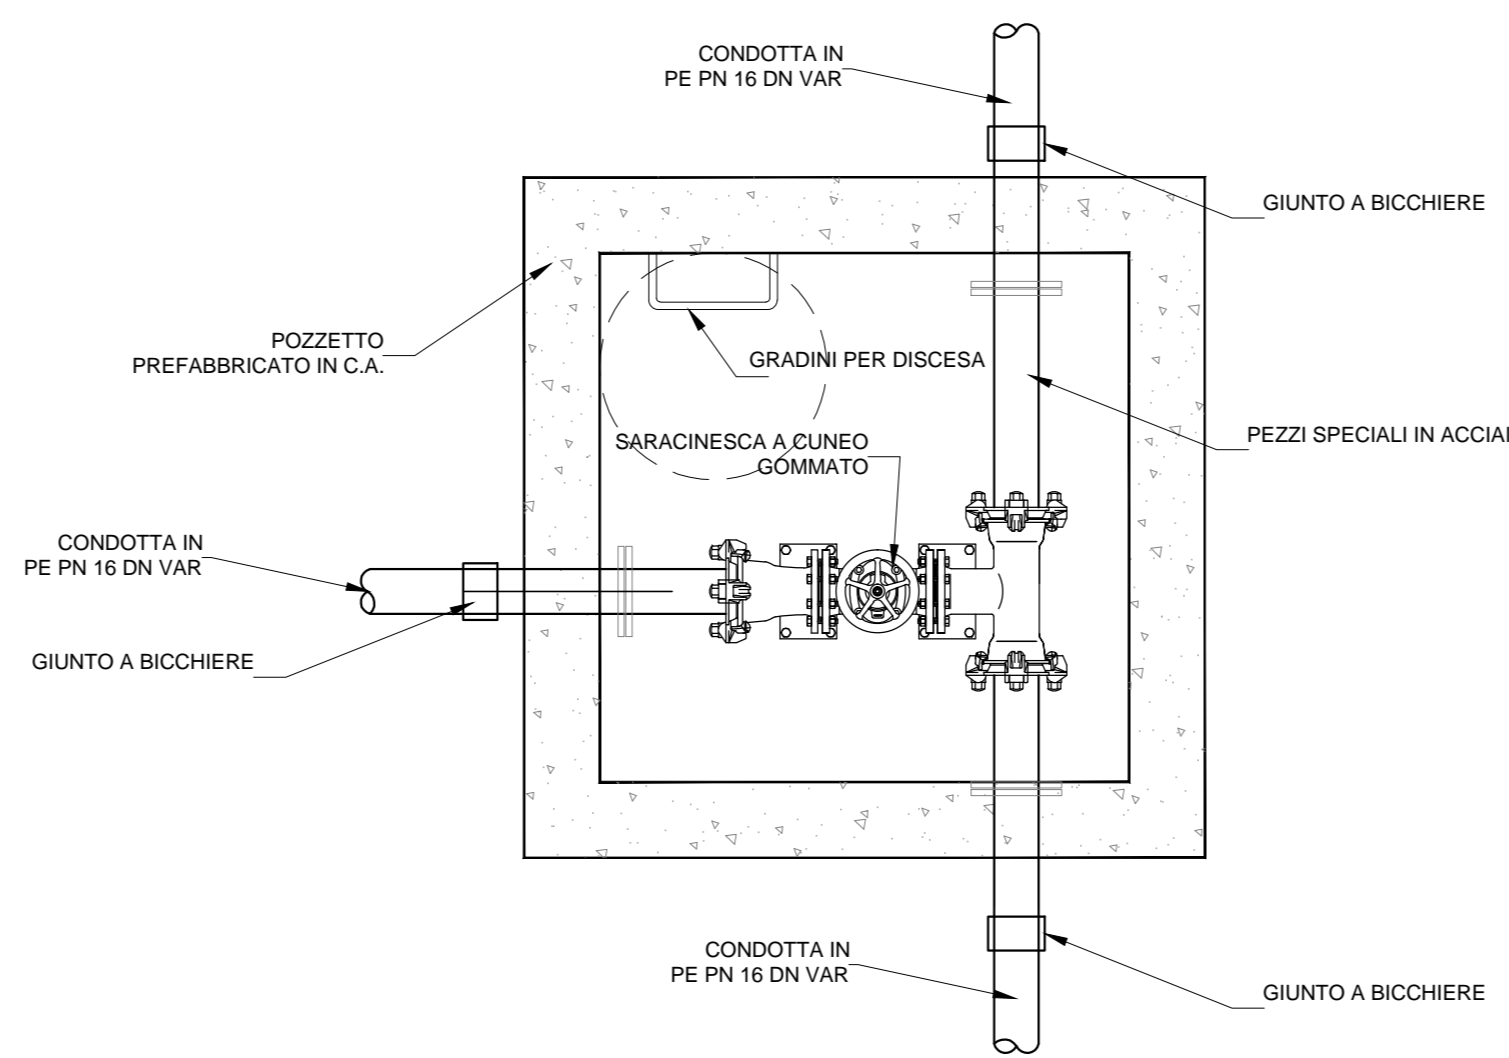 CONDOTTA IN
PE PN 16 DN VAR
GIUNTO A BICCHIERE
POZZETTO
PREFABBRICATO IN C.A.
GRADINI PER DISCESA
SARACINESCA A CUNEO
GOMMATO
PEZZI SPECIALI IN ACCIAI
CONDOTTA IN
PE PN 16 DN VAR
GIUNTO A BICCHIERE
CONDOTTA IN
PE PN 16 DN VAR
GIUNTO A BICCHIERE